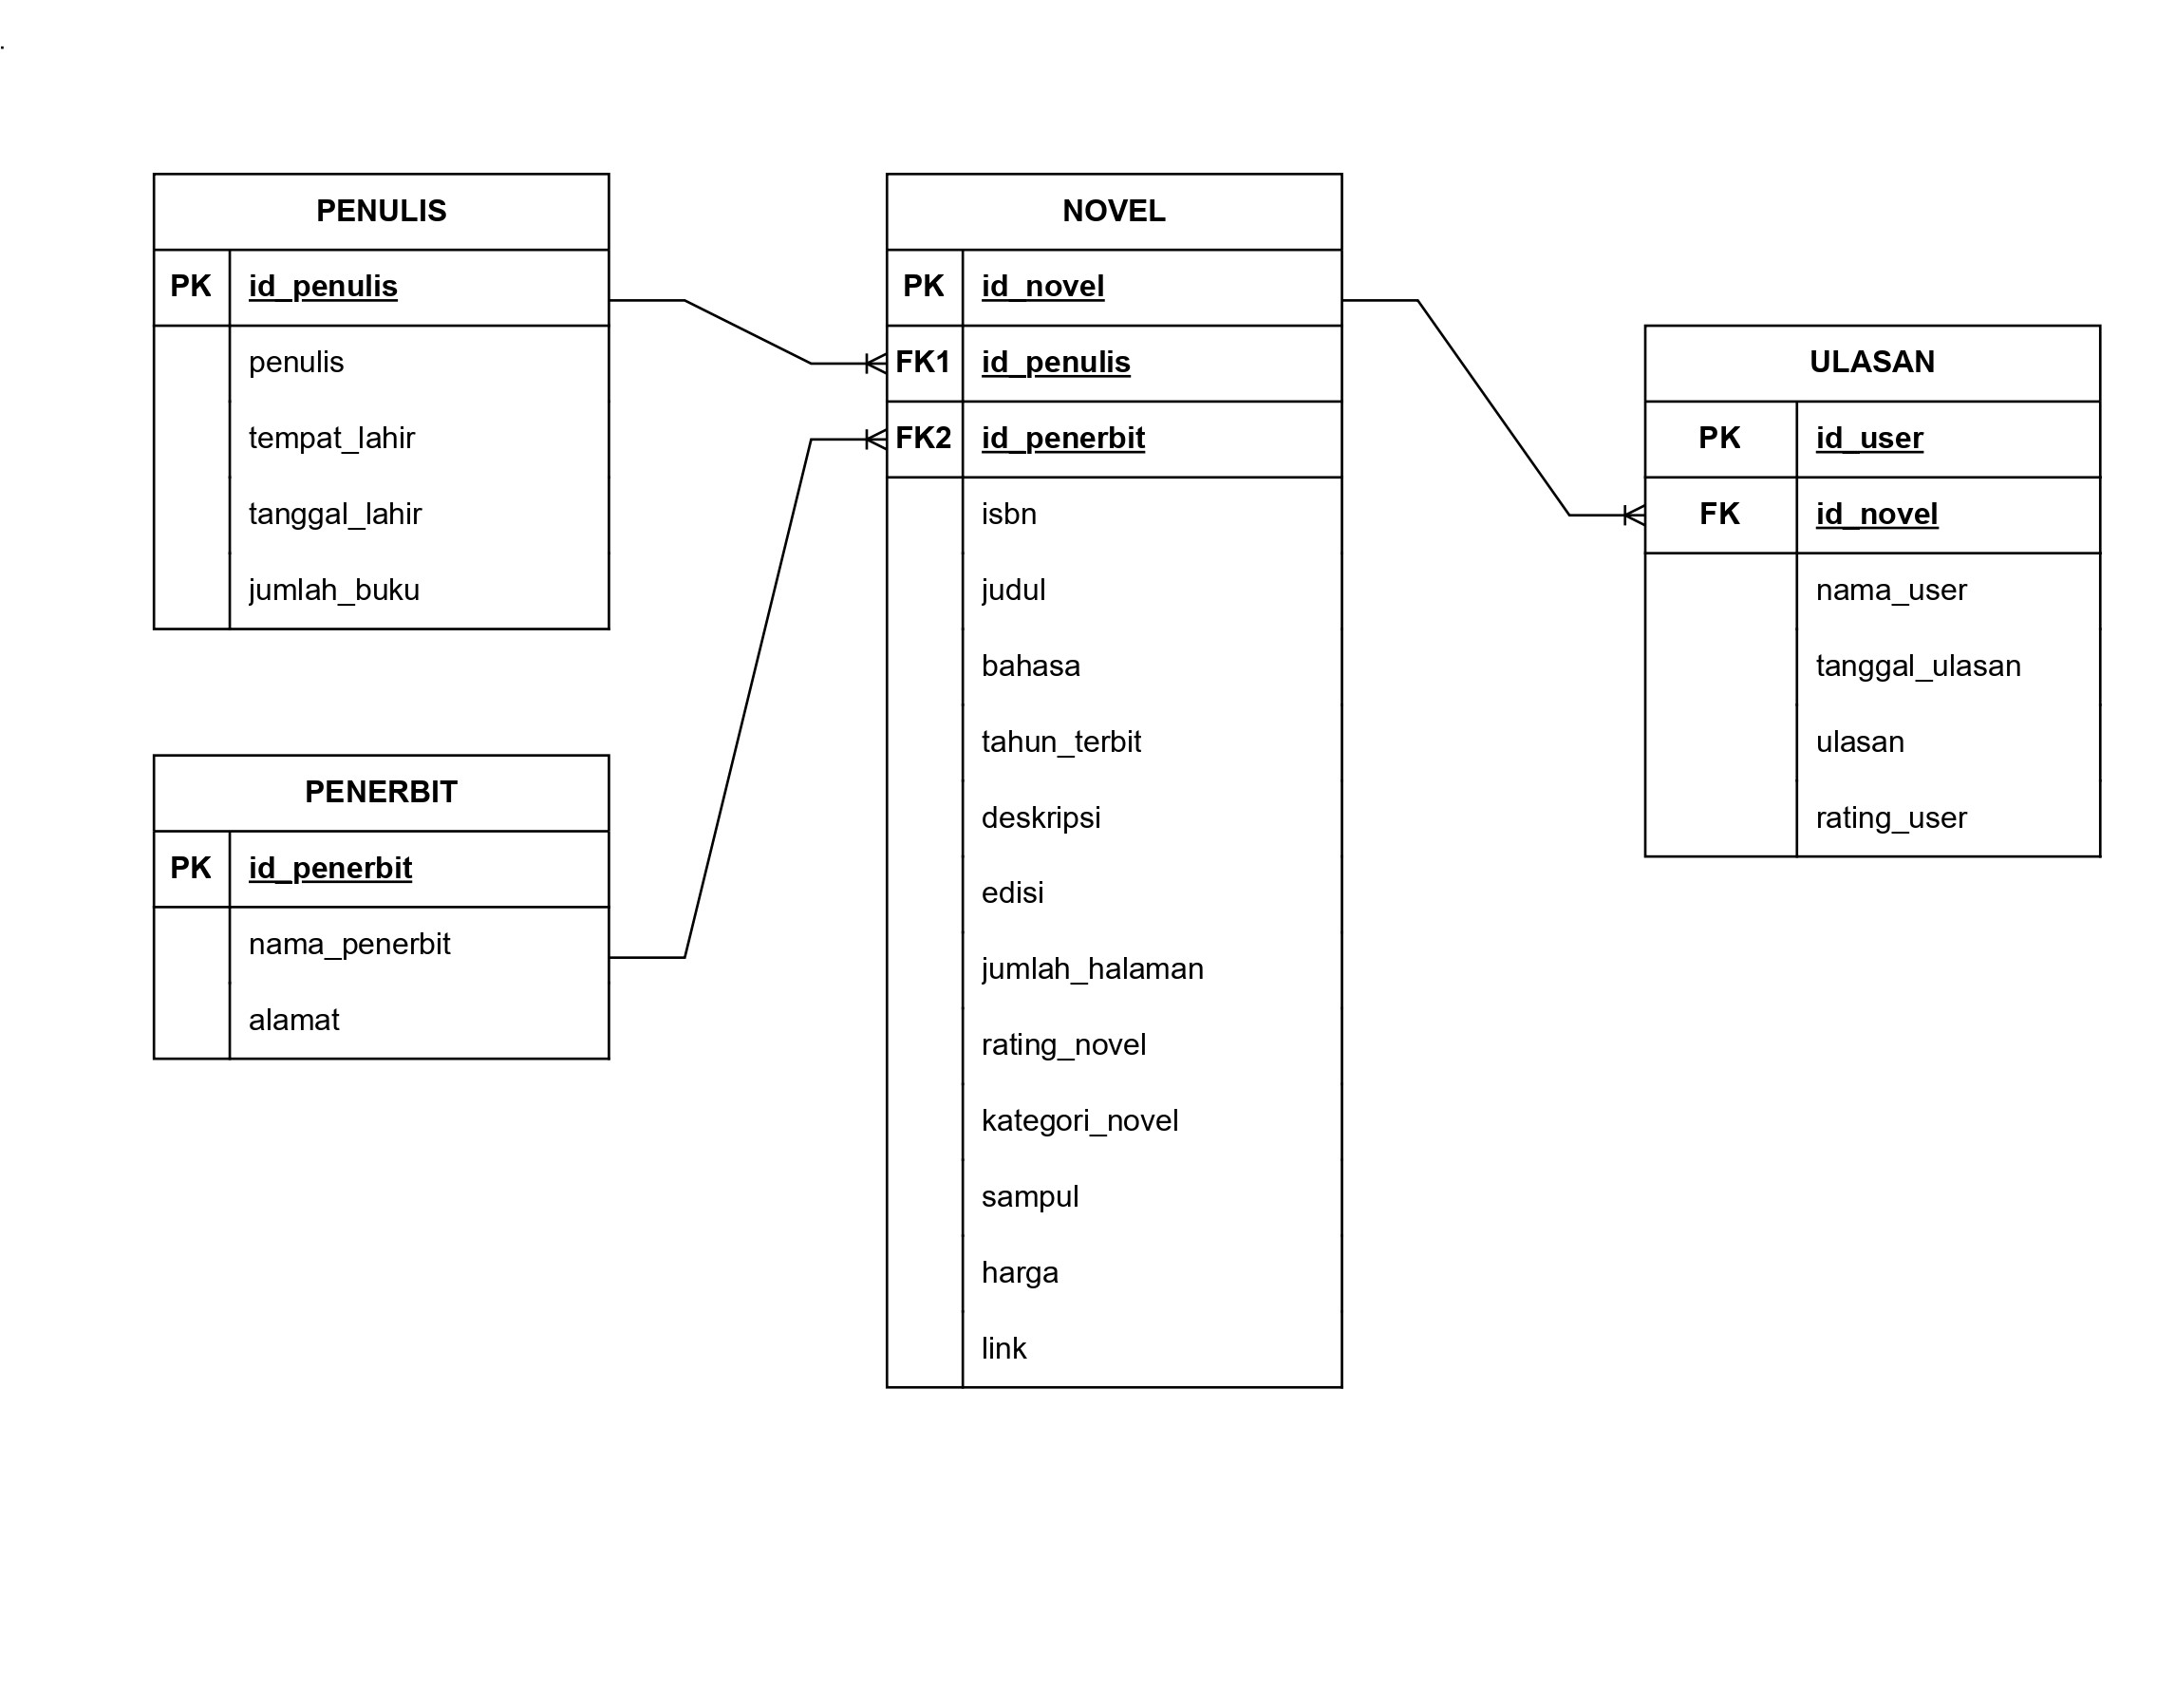 .
PENULIS
PK id_penulis
penulis
tempat_lahir
tanggal_lahir
jumlah_buku
PENERBIT
PK id_penerbit
nama_penerbit
alamat
NOVEL
PK id_novel
FK1 id_penulis
FK2 id_penerbit
isbn
judul
bahasa
tahun_terbit
deskripsi
edisi
jumlah_halaman
rating_novel
kategori_novel
sampul
harga
link
ULASAN
PK id_user
FK id_novel
nama_user
tanggal_ulasan
ulasan
rating_user